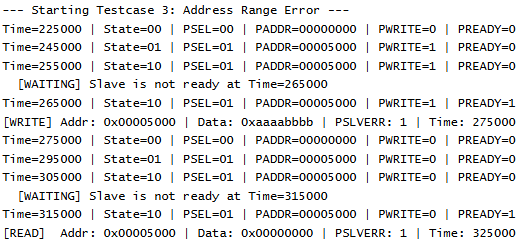 --- Starting Testcase 3: Address Range Error ---
Time=225000 | State=00 | PSEL=00 | PADDR=00000000 | PWRITE=0 | PREADY=0
Time=245000 | State=01 | PSEL=01 | PADDR=00005000 | PWRITE=1 | PREADY=0
Time=255000 | State=10 | PSEL=01 | PADDR=00005000 | PWRITE=1 | PREADY=0
[WAITING] Slave is not ready at Time=265000
Time=265000 | State=10 | PSEL=01 | PADDR=00005000 | PWRITE=1 | PREADY=1
[WRITE] Addr: 0x00005000 | Data: 0xaaaabbbb | PSLVERR: 1 | Time: 275000
Time=275000 | State=00 | PSEL=00 | PADDR=00000000 | PWRITE=0 | PREADY=0
Time=295000 | State=01 | PSEL=01 | PADDR=00005000 | PWRITE=0 | PREADY=0
Time=305000 | State=10 | PSEL=01 | PADDR=00005000 | PWRITE=0 | PREADY=0
[WAITING] Slave is not ready at Time=315000
Time=315000 | State=10 | PSEL=01 | PADDR=00005000 | PWRITE=0 | PREADY=1
[READ]  Addr: 0x00005000 | Data: 0x00000000 | PSLVERR: 1 | Time: 325000